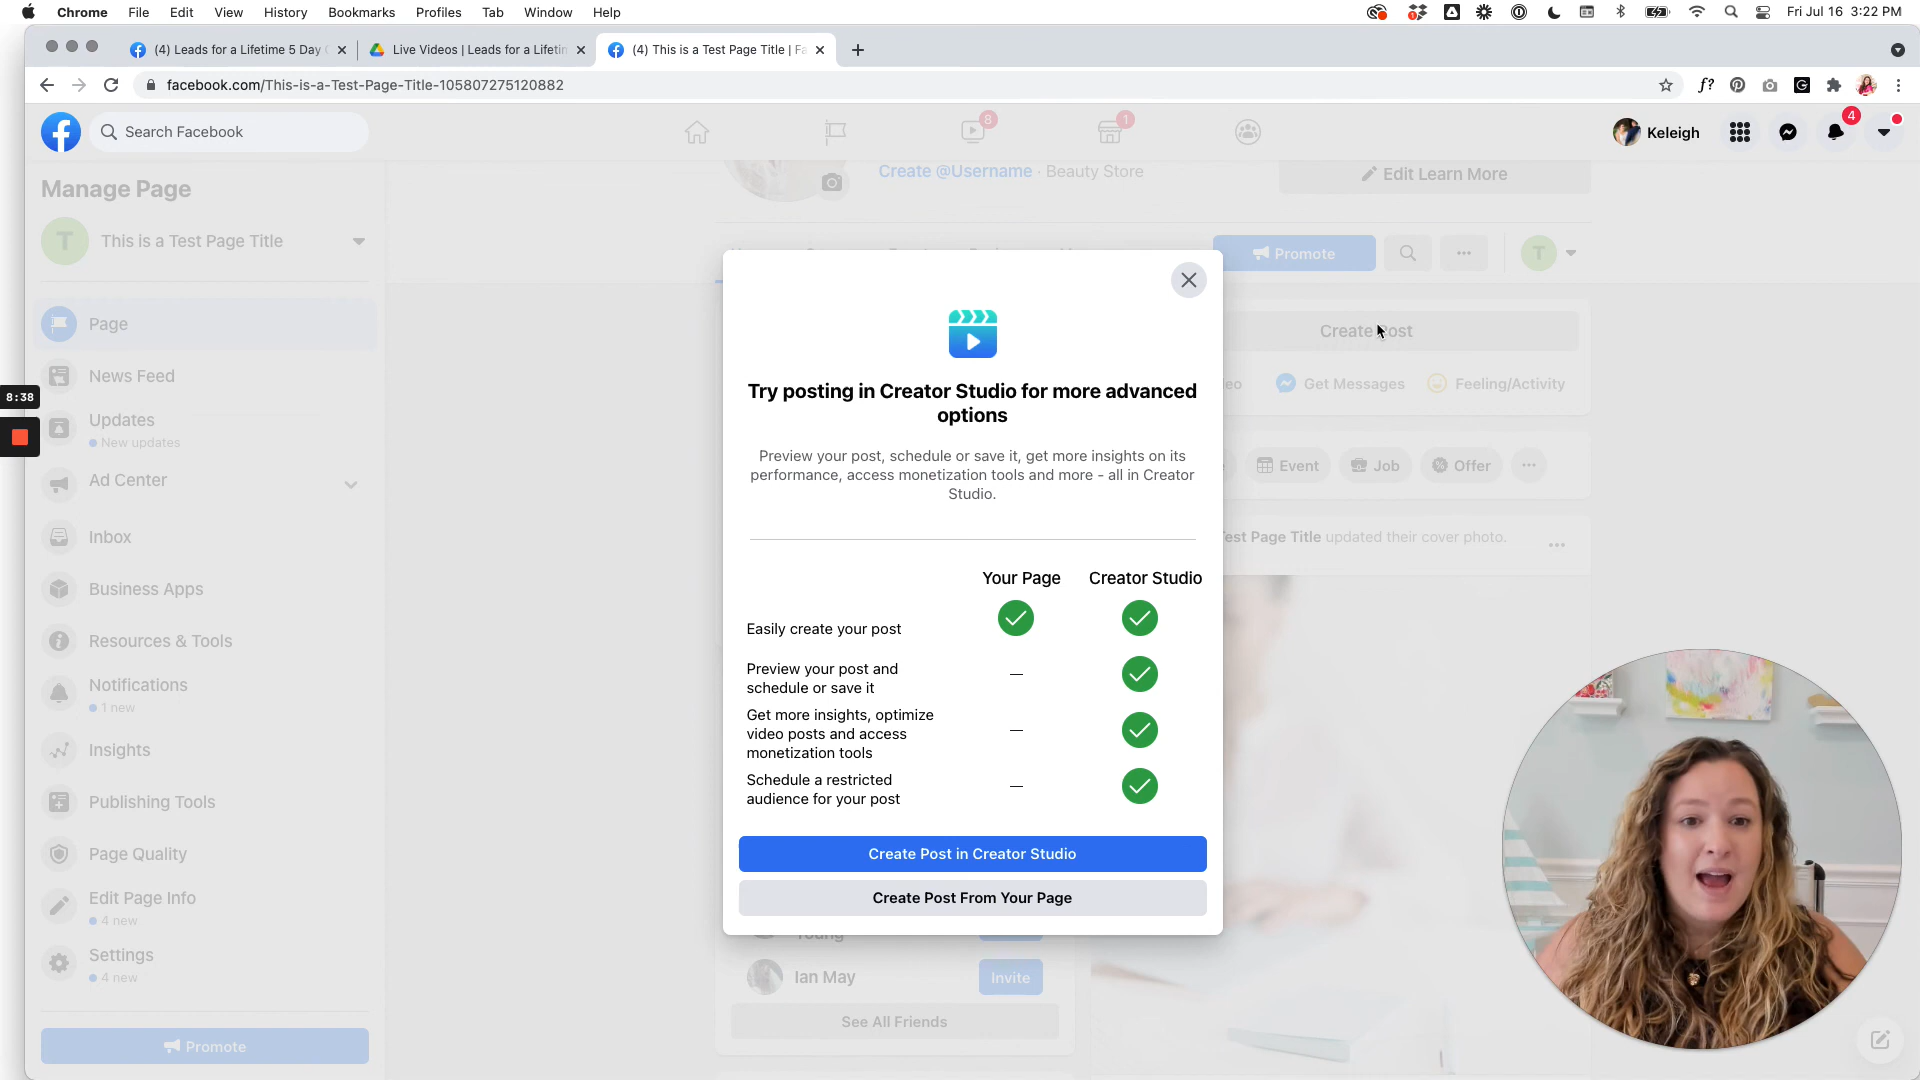 Chrome File Edit View History Bookmarks Profiles Tab Window Help
Fri Jul 16 3:22 PM
(4) Leads for a Lifetime 5 Day
Live Videos | Leads for a Lifetin
(4) This is a Test Page Title | Fa
facebook.com/This-is-a-Test-Page-Title-105807275120882
f?
Search Facebook
8
1
Keleigh
4
Manage Page
T
This is a Test Page Title
Page
News Feed
Updates
New updates
Ad Center
Inbox
Business Apps
Resources & Tools
Notifications
1 new
Insights
Publishing Tools
Page Quality
Edit Page Info
4 new
Settings
4 new
Promote
8:38
Create @Username · Beauty Store
Edit Learn More
Promote
T
Create Post
Get Messages
Feeling/Activity
Event
Job
Offer
Test Page Title updated their cover photo.
Try posting in Creator Studio for more advanced
options
Preview your post, schedule or save it, get more insights on its
performance, access monetization tools and more - all in Creator
Studio.
Your Page Creator Studio
Easily create your post
Preview your post and
schedule or save it
Get more insights, optimize
video posts and access
monetization tools
Schedule a restricted
audience for your post
Create Post in Creator Studio
Create Post From Your Page
Young
Ian May
Invite
See All Friends